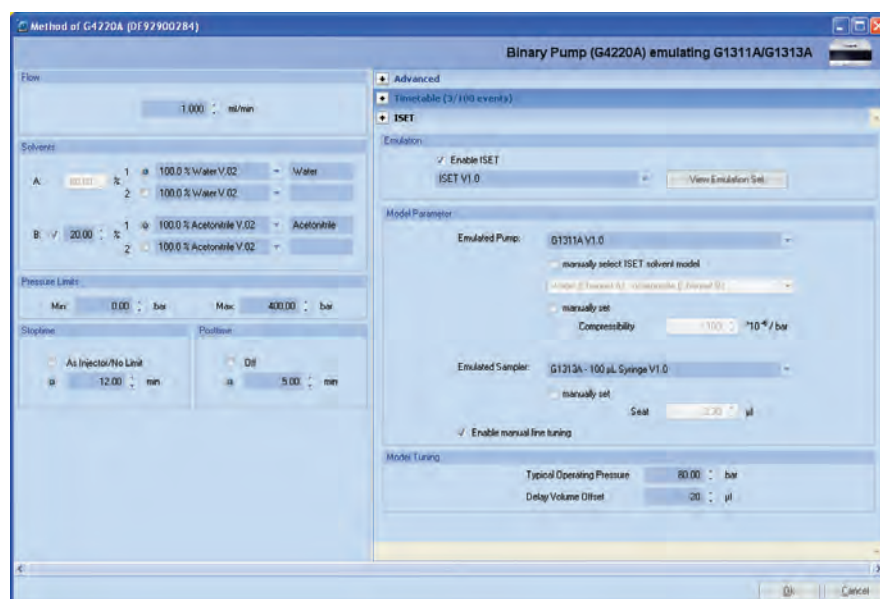 Method of G4220A (DE92900284)
Binary Pump (G4220A) emulating G1311A/G1313A
Flow
1.000 ml/min
Solvents
A: %
1 100.0 % Water V.02 Water
2 100.0 % Water V.02
B: 20.00 %
1 100.0 % Acetonitrile V.02 Acetonitrile
2 100.0 % Acetonitrile V.02
Pressure Limits
Min: 0.00 bar Max: 400.00 bar
Stoptime
As Injector/No Limit
12.00 min
Posttime
Off
5.00 min
Advanced
Timetable (3/100 events)
ISET
Emulation
Enable ISET
ISET V1.0 View Emulation Set.
Model Parameter
Emulated Pump: G1311A V1.0
manually select ISET solvent model
manually set
Compressibility 100 *10⁻⁶ / bar
Emulated Sampler: G1313A - 100 µL Syringe V1.0
manually set
Seat µl
Enable manual fine tuning
Model Tuning
Typical Operating Pressure 80.00 bar
Delay Volume Offset -20 µl
Ok Cancel